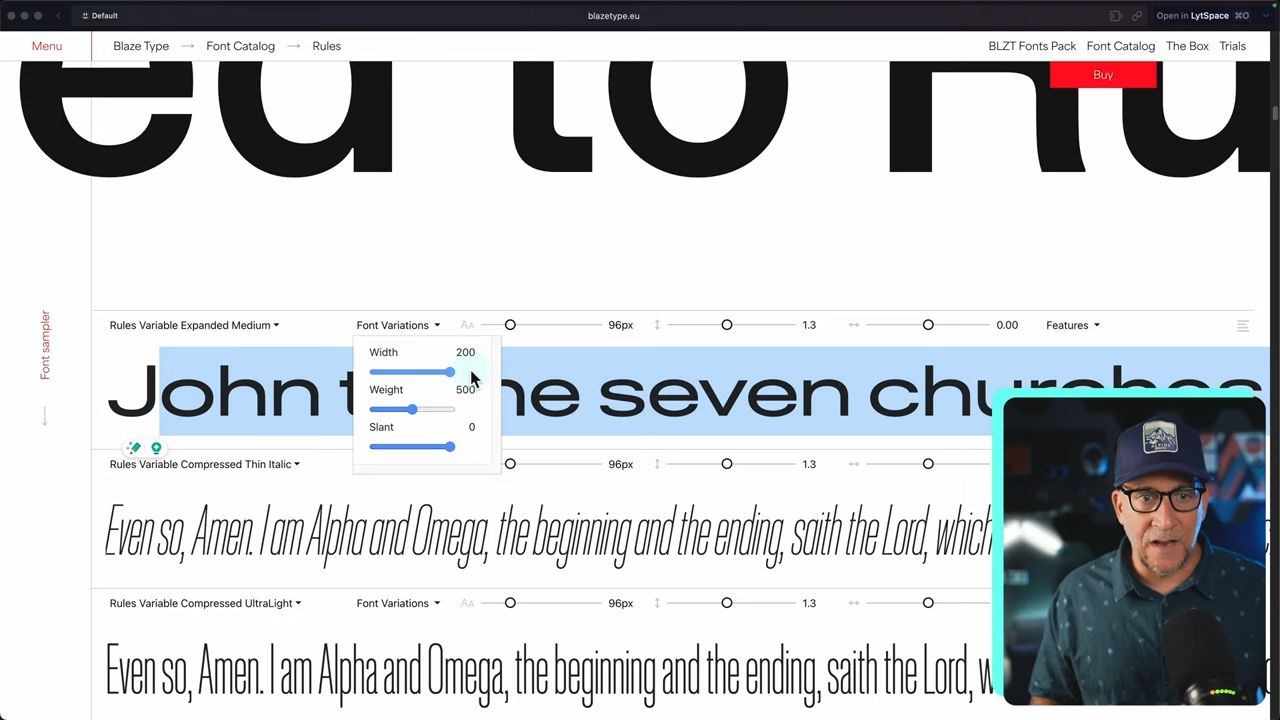 Default
blazetype.eu
Open in LytSpace ⌘O
Menu
Blaze Type → Font Catalog → Rules
BLZT Fonts Pack Font Catalog The Box Trials
ed to Ru
Buy
Font sampler
Rules Variable Expanded Medium Font Variations AA 96px 1.3 0.00 Features
Width 200
Weight 500
Slant 0
John t he seven churches
Rules Variable Compressed Thin Italic 96px 1.3
Even so, Amen. I am Alpha and Omega, the beginning and the ending, saith the Lord, which
Rules Variable Compressed UltraLight Font Variations AA 96px 1.3
Even so, Amen. I am Alpha and Omega, the beginning and the ending, saith the Lord, w